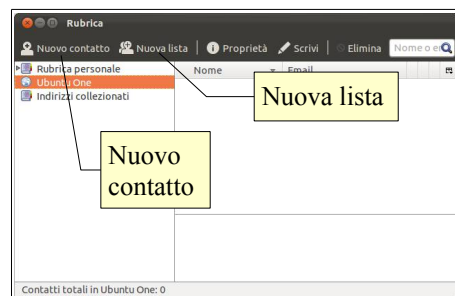 Rubrica
Nuovo contatto Nuova lista Proprietà Scrivi Elimina Nome o e
Rubrica personale
Ubuntu One
Indirizzi collezionati
Nome Email
Nuova lista
Nuovo
contatto
Contatti totali in Ubuntu One: 0